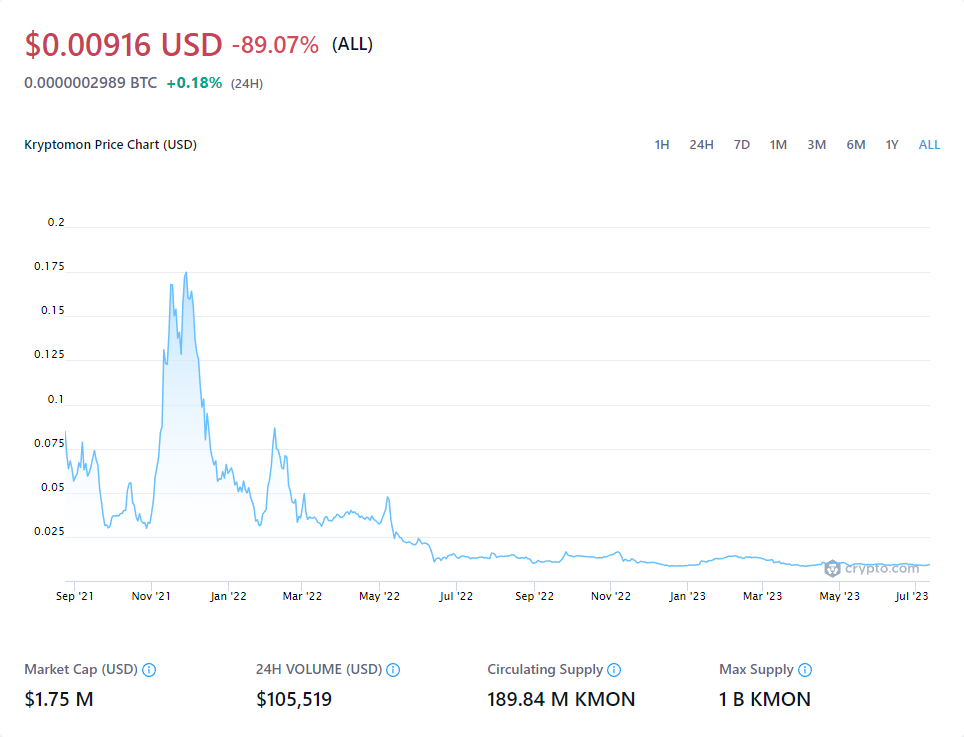 $0.00916 USD -89.07% (ALL)
0.0000002989 BTC +0.18% (24H)
Kryptomon Price Chart (USD) 1H 24H 7D 1M 3M 6M 1Y ALL
0.2
0.175
0.15
0.125
0.1
0.075
0.05
0.025
crypto.com
Sep '21 Nov '21 Jan '22 Mar '22 May '22 Jul '22 Sep '22 Nov '22 Jan '23 Mar '23 May '23 Jul '23
Market Cap (USD) 24H VOLUME (USD) Circulating Supply Max Supply
$1.75 M $105,519 189.84 M KMON 1 B KMON